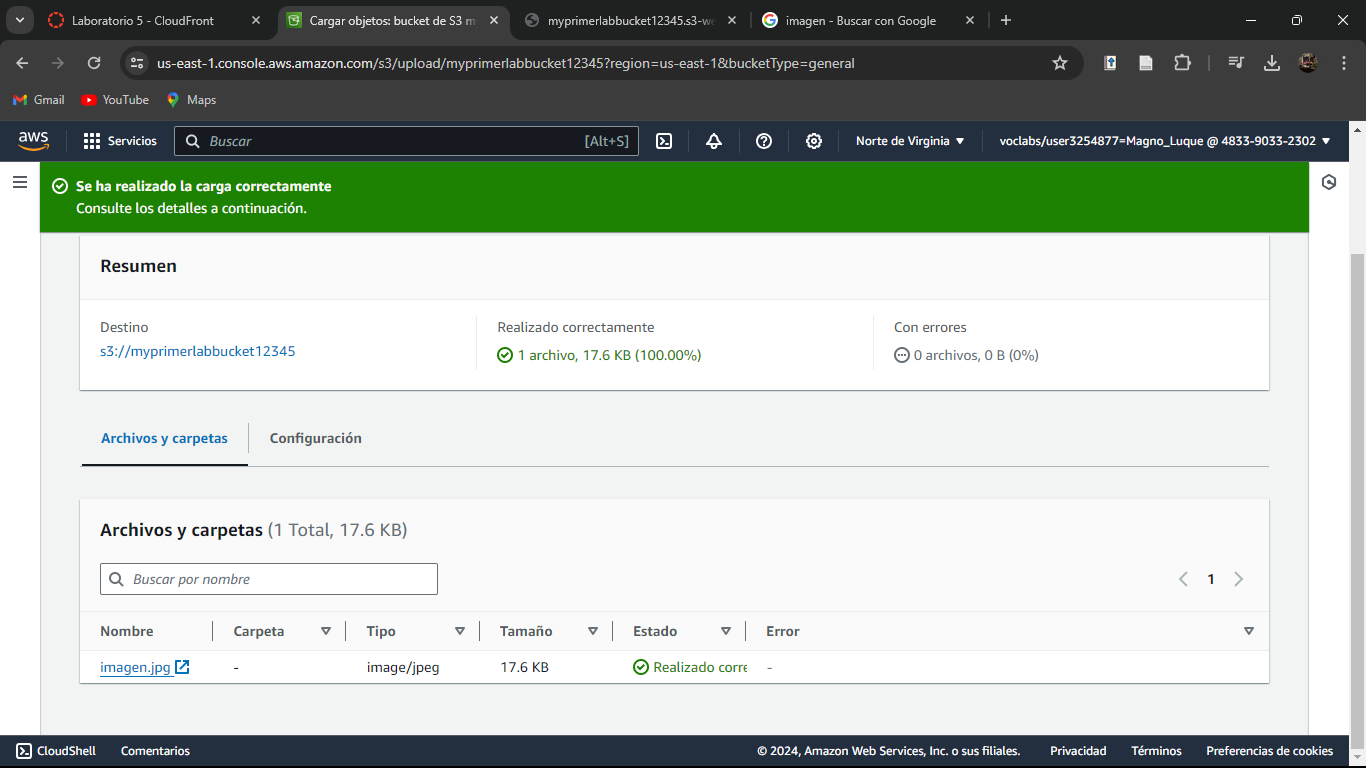 Laboratorio 5 - CloudFront
Cargar objetos: bucket de S3 m
myprimerlabbucket12345.s3-we
imagen - Buscar con Google
us-east-1.console.aws.amazon.com/s3/upload/myprimerlabbucket12345?region=us-east-1&bucketType=general
Gmail
YouTube
Maps
aws
Servicios
Buscar
[Alt+S]
Norte de Virginia
voclabs/user3254877=Magno_Luque @ 4833-9033-2302
Se ha realizado la carga correctamente
Consulte los detalles a continuación.
Resumen
Destino
s3://myprimerlabbucket12345
Realizado correctamente
1 archivo, 17.6 KB (100.00%)
Con errores
0 archivos, 0 B (0%)
Archivos y carpetas
Configuración
Archivos y carpetas (1 Total, 17.6 KB)
Buscar por nombre
1
Nombre
Carpeta
Tipo
Tamaño
Estado
Error
imagen.jpg
-
image/jpeg
17.6 KB
Realizado corre
-
CloudShell
Comentarios
© 2024, Amazon Web Services, Inc. o sus filiales.
Privacidad
Términos
Preferencias de cookies